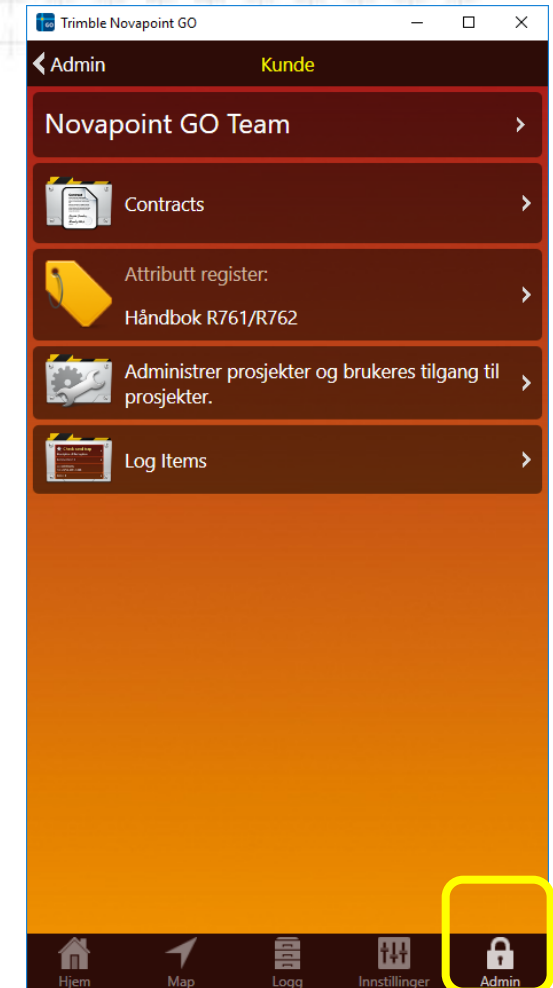 Trimble Novapoint GO
Admin
Kunde
Novapoint GO Team
Contracts
Attributt register:
Håndbok R761/R762
Administrer prosjekter og brukeres tilgang til
prosjekter.
Log Items
Hjem
Map
Logg
Innstillinger
Admin